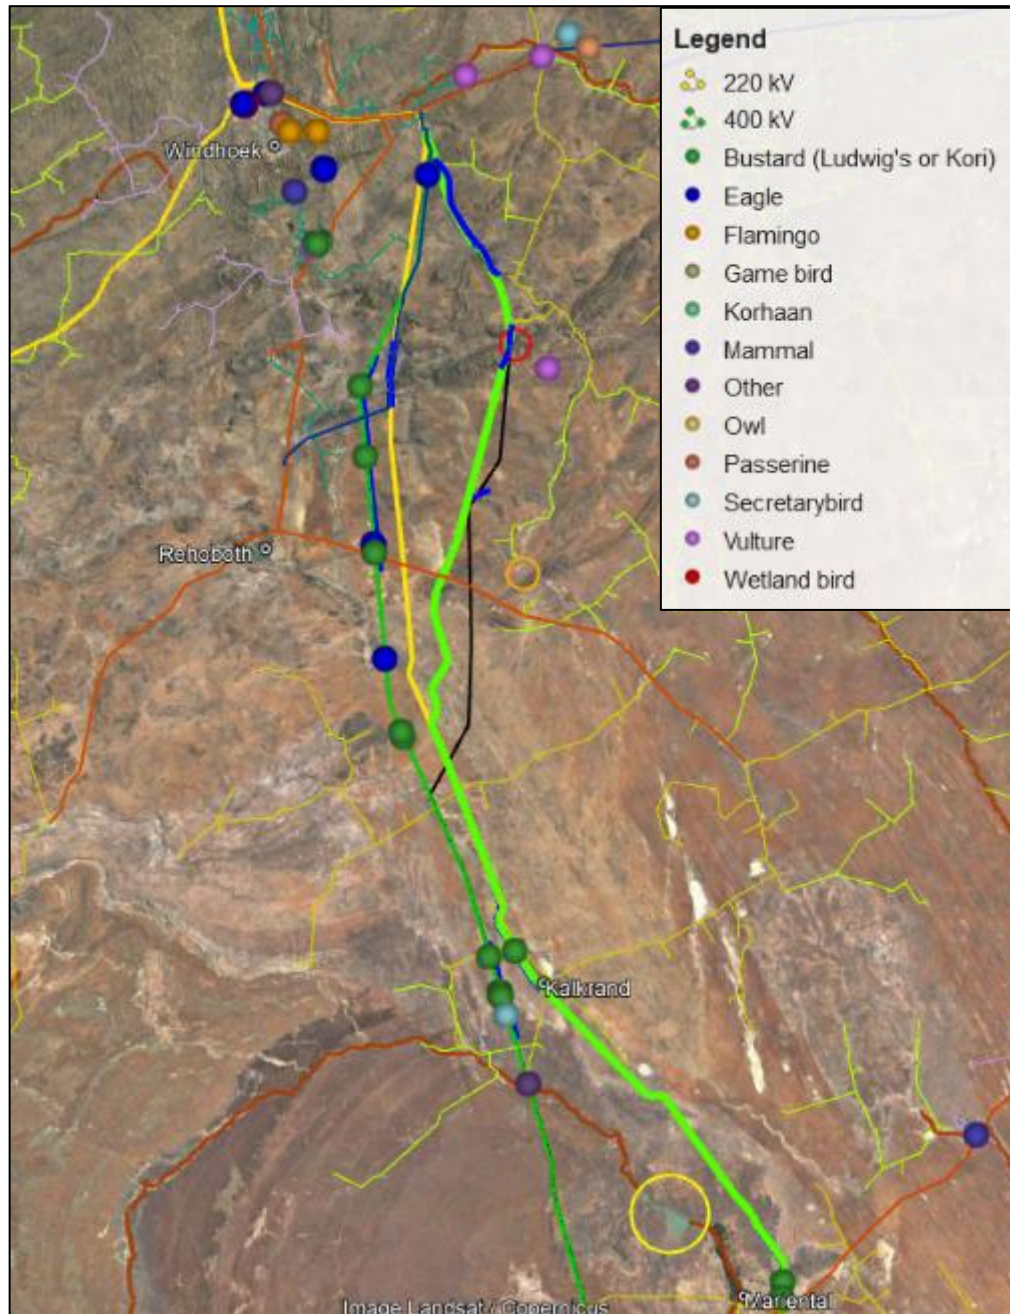 Legend
220 kV
400 kV
Bustard (Ludwig's or Kori)
Eagle
Flamingo
Game bird
Korhaan
Mammal
Other
Owl
Passerine
Secretarybird
Vulture
Wetland bird
Windhoek
Rehoboth
Kalkrand
Mariental
Image Landsat / Copernicus